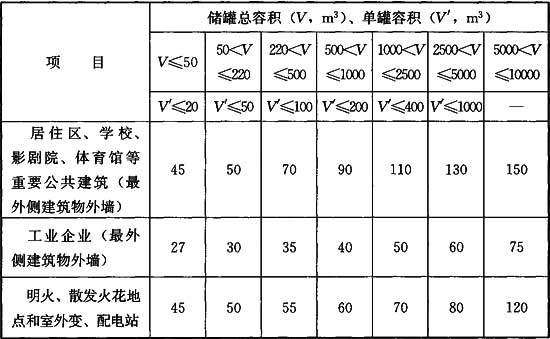 储罐总容积（V，m³）、单罐容积（V′，m³）
项 目
V≤50
50<V
≤220
220<V
≤500
500<V
≤1000
1000<V
≤2500
2500<V
≤5000
5000<V
≤10000
V′≤20
V′≤50
V′≤100
V′≤200
V′≤400
V′≤1000
—
居住区、学校、
影剧院、体育馆等
重要公共建筑（最
外侧建筑物外墙）
45
50
70
90
110
130
150
工业企业（最外
侧建筑物外墙）
27
30
35
40
50
60
75
明火、散发火花地
点和室外变、配电站
45
50
55
60
70
80
120